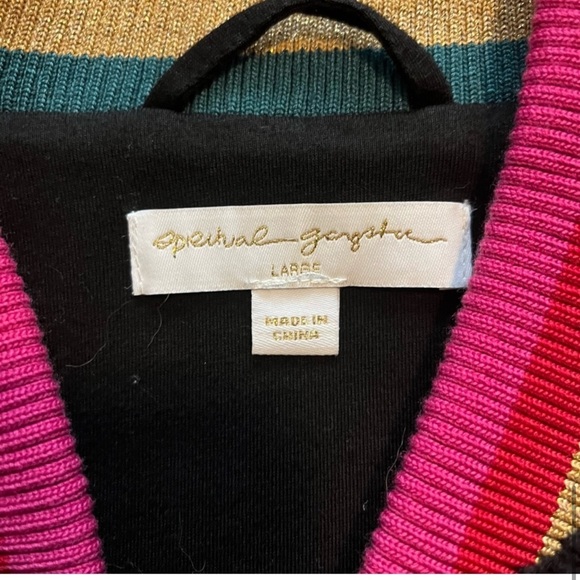 spiritual gangster
LARGE
MADE IN
CHINA